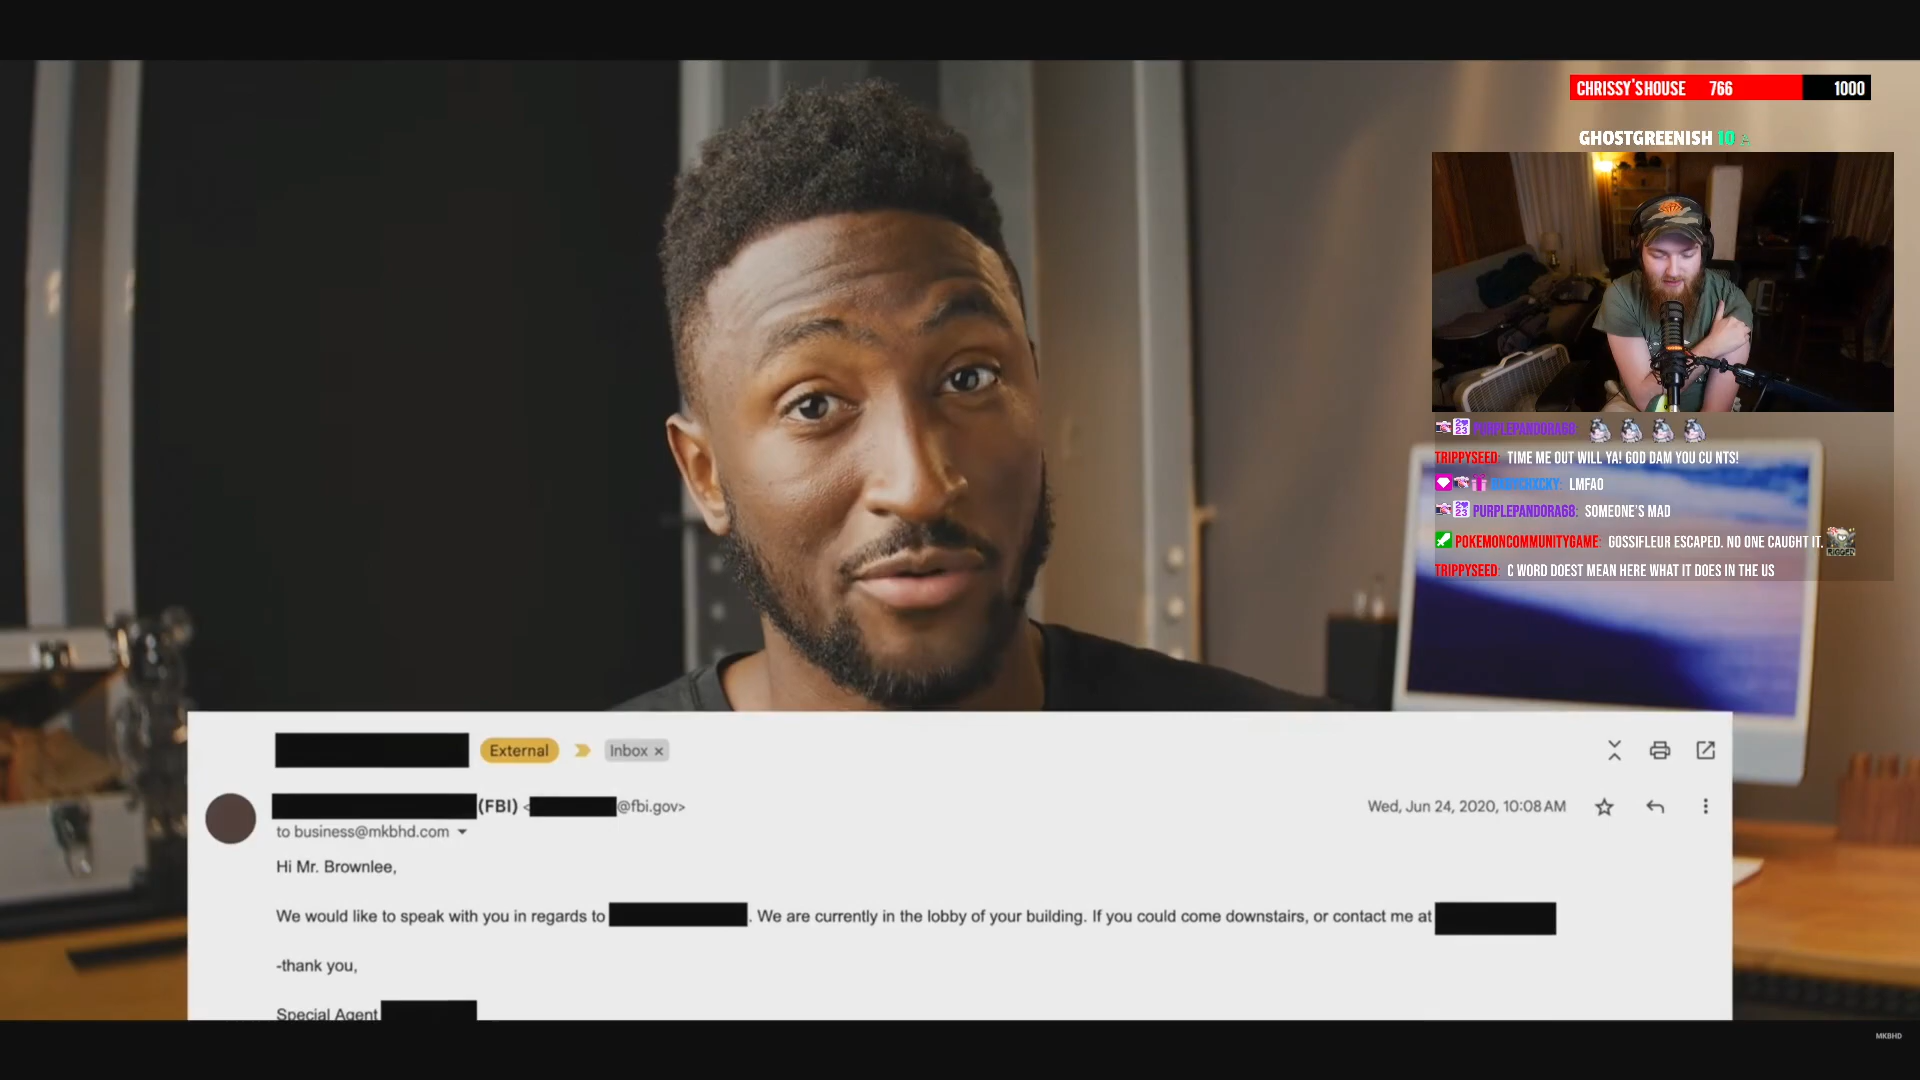 CHRISSY'S HOUSE 766 1000
GHOSTGREENISH 10
PURPLEPANDORA68:
TRIPPYSEED: TIME ME OUT WILL YA! GOD DAM YOU CU NTS!
LMFAO
PURPLEPANDORA68: SOMEONE'S MAD
POKEMONCOMMUNITYGAME: GOSSIFLEUR ESCAPED. NO ONE CAUGHT IT.
TRIPPYSEED: C WORD DOEST MEAN HERE WHAT IT DOES IN THE US
External Inbox ×
(FBI) < @fbi.gov> Wed, Jun 24, 2020, 10:08 AM
to business@mkbhd.com
Hi Mr. Brownlee,
We would like to speak with you in regards to . We are currently in the lobby of your building. If you could come downstairs, or contact me at
-thank you,
Special Agent
MKBHD